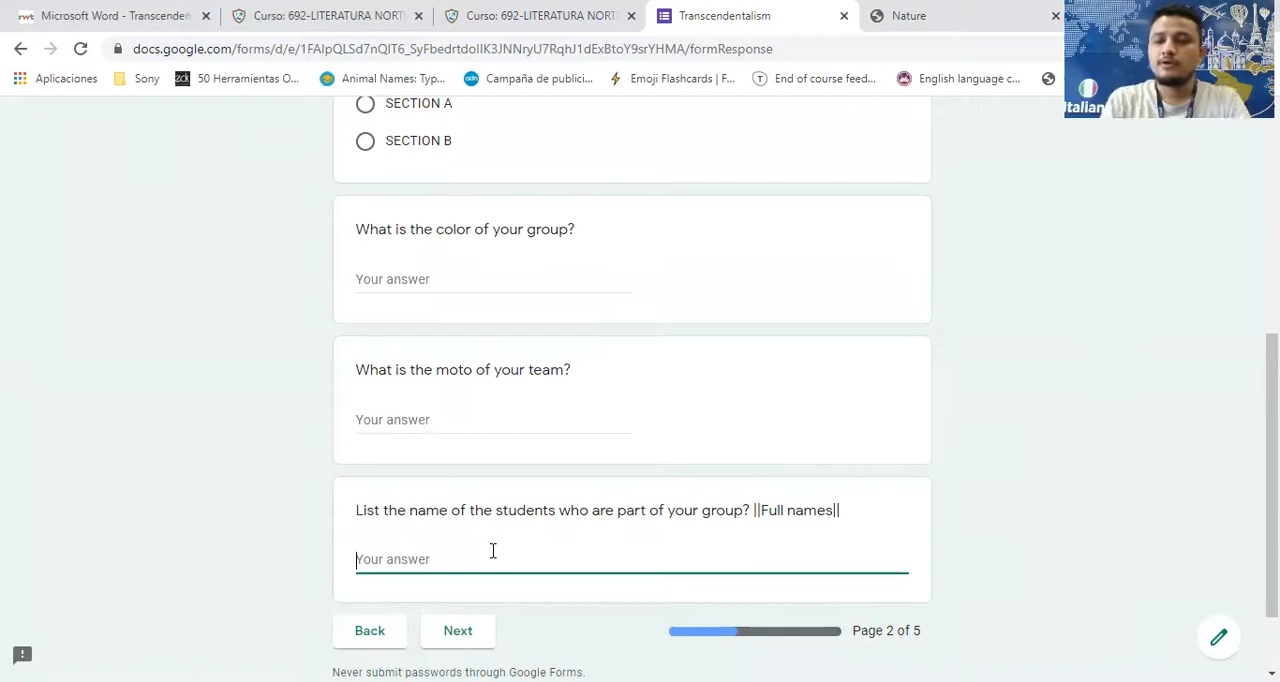 Microsoft Word - Transcenden
Curso: 692-LITERATURA NORT
Curso: 692-LITERATURA NORT
Transcendentalism
Nature
docs.google.com/forms/d/e/1FAIpQLSd7nQIT6_SyFbcdrt8oIIK3JNNryU7RqhJ1dExBtoY9srYHMA/formResponse
Aplicaciones
Sony
50 Herramientas O...
Animal Names: Typ...
Campaña de publici...
Emoji Flashcards | F...
End of course feed...
English language c...
Italian
SECTION A
SECTION B
What is the color of your group?
Your answer
What is the moto of your team?
Your answer
List the name of the students who are part of your group? ||Full names||
Your answer
Back
Next
Page 2 of 5
Never submit passwords through Google Forms.